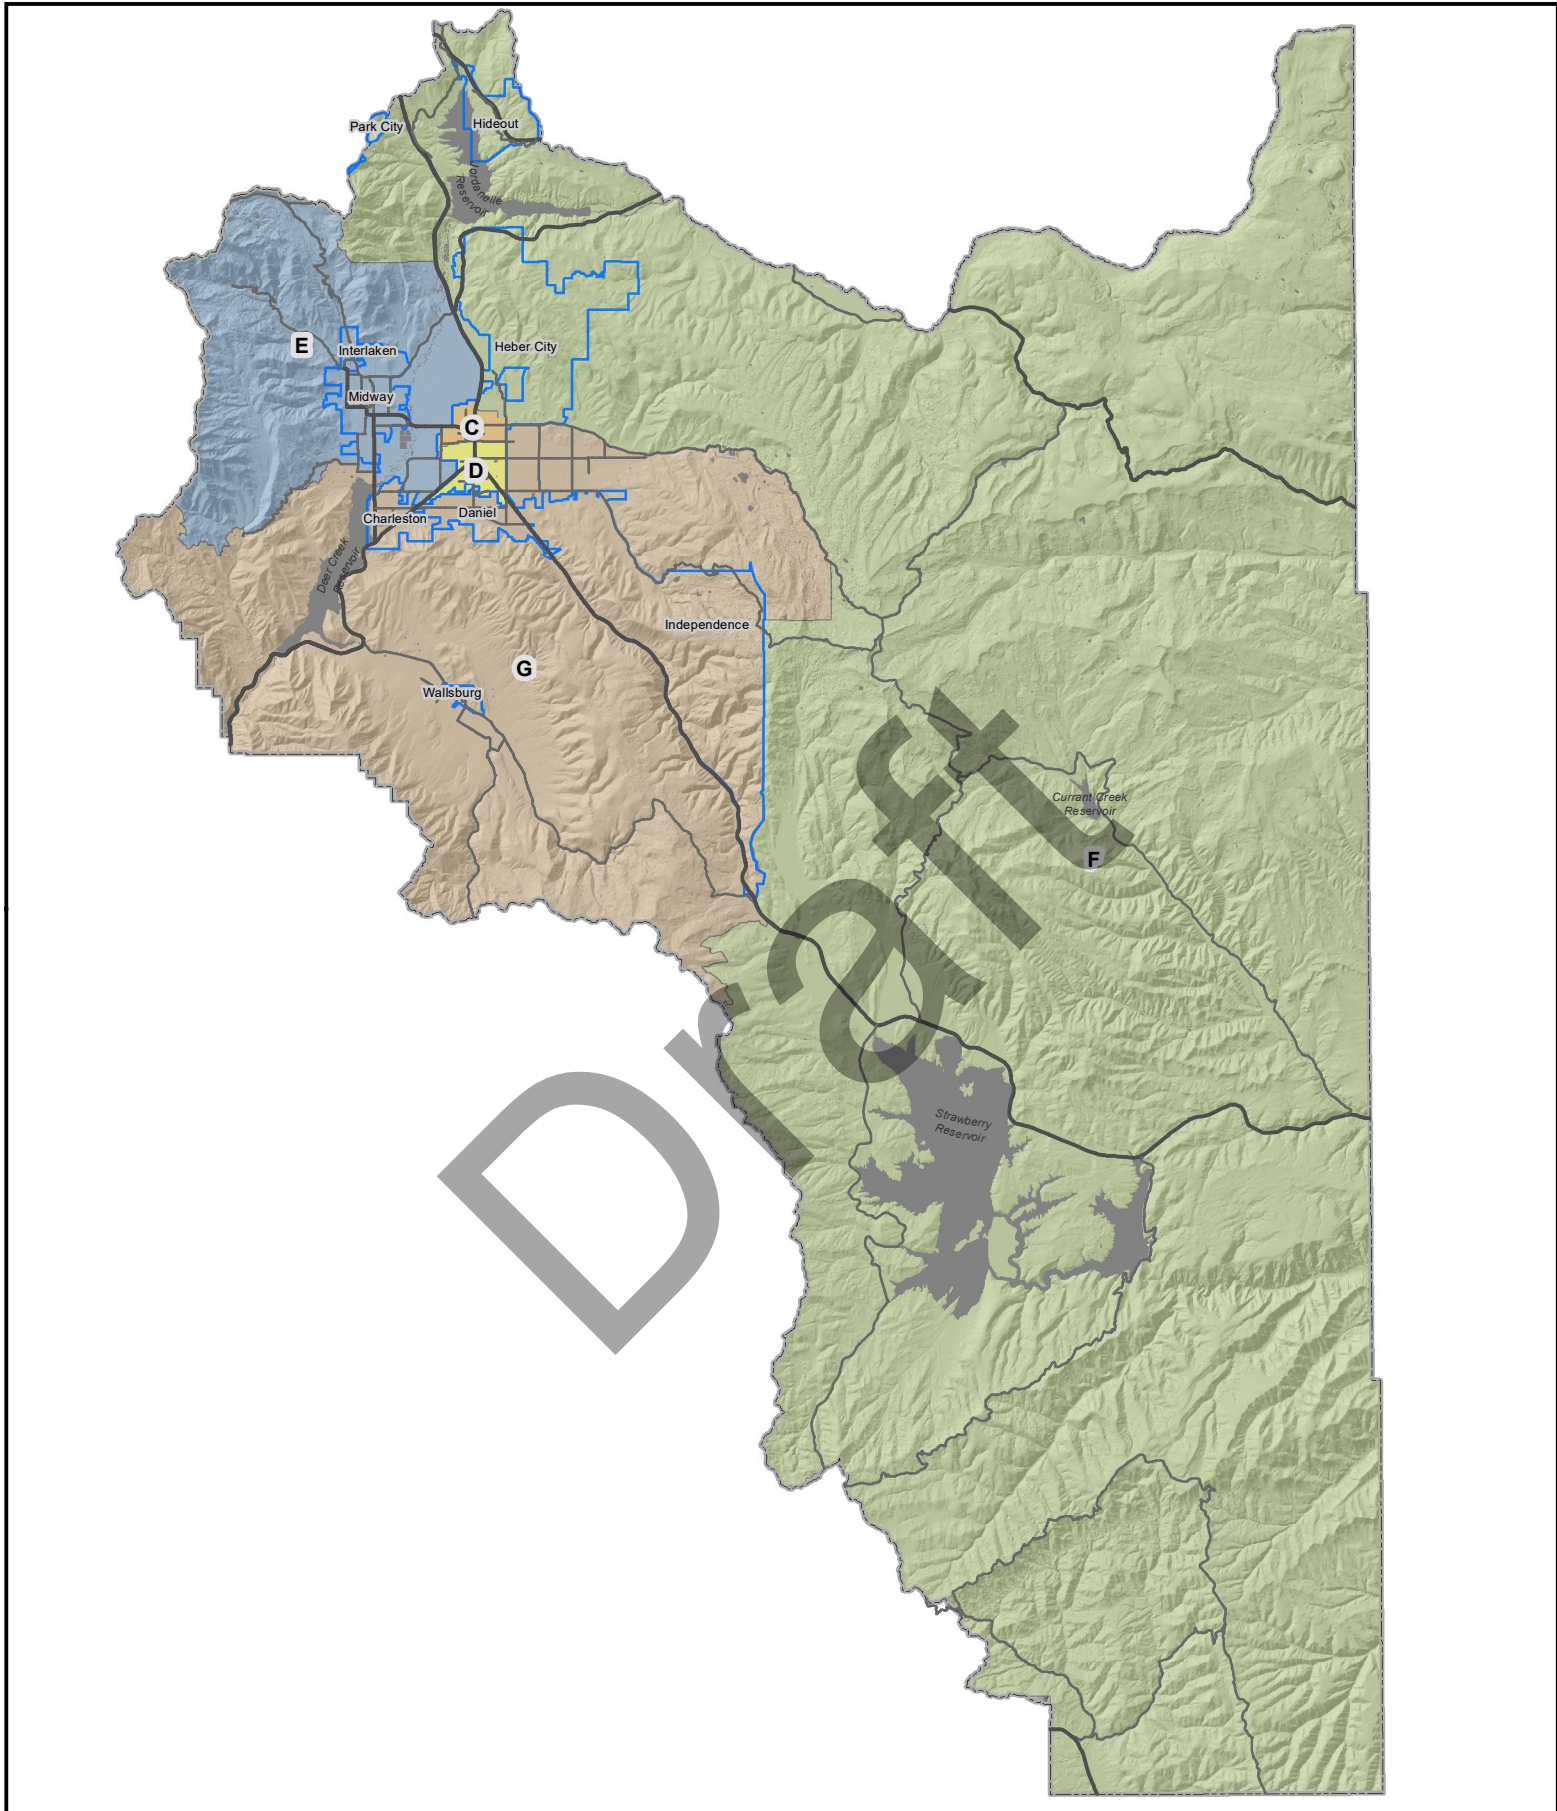 Park City
Hideout
Jordanelle
Reservoir
E
Interlaken
Heber City
Midway
C
D
Charleston
Daniel
Deer Creek
Reservoir
Independence
G
Wallsburg
Currant Creek
Reservoir
F
Draft
Strawberry
Reservoir